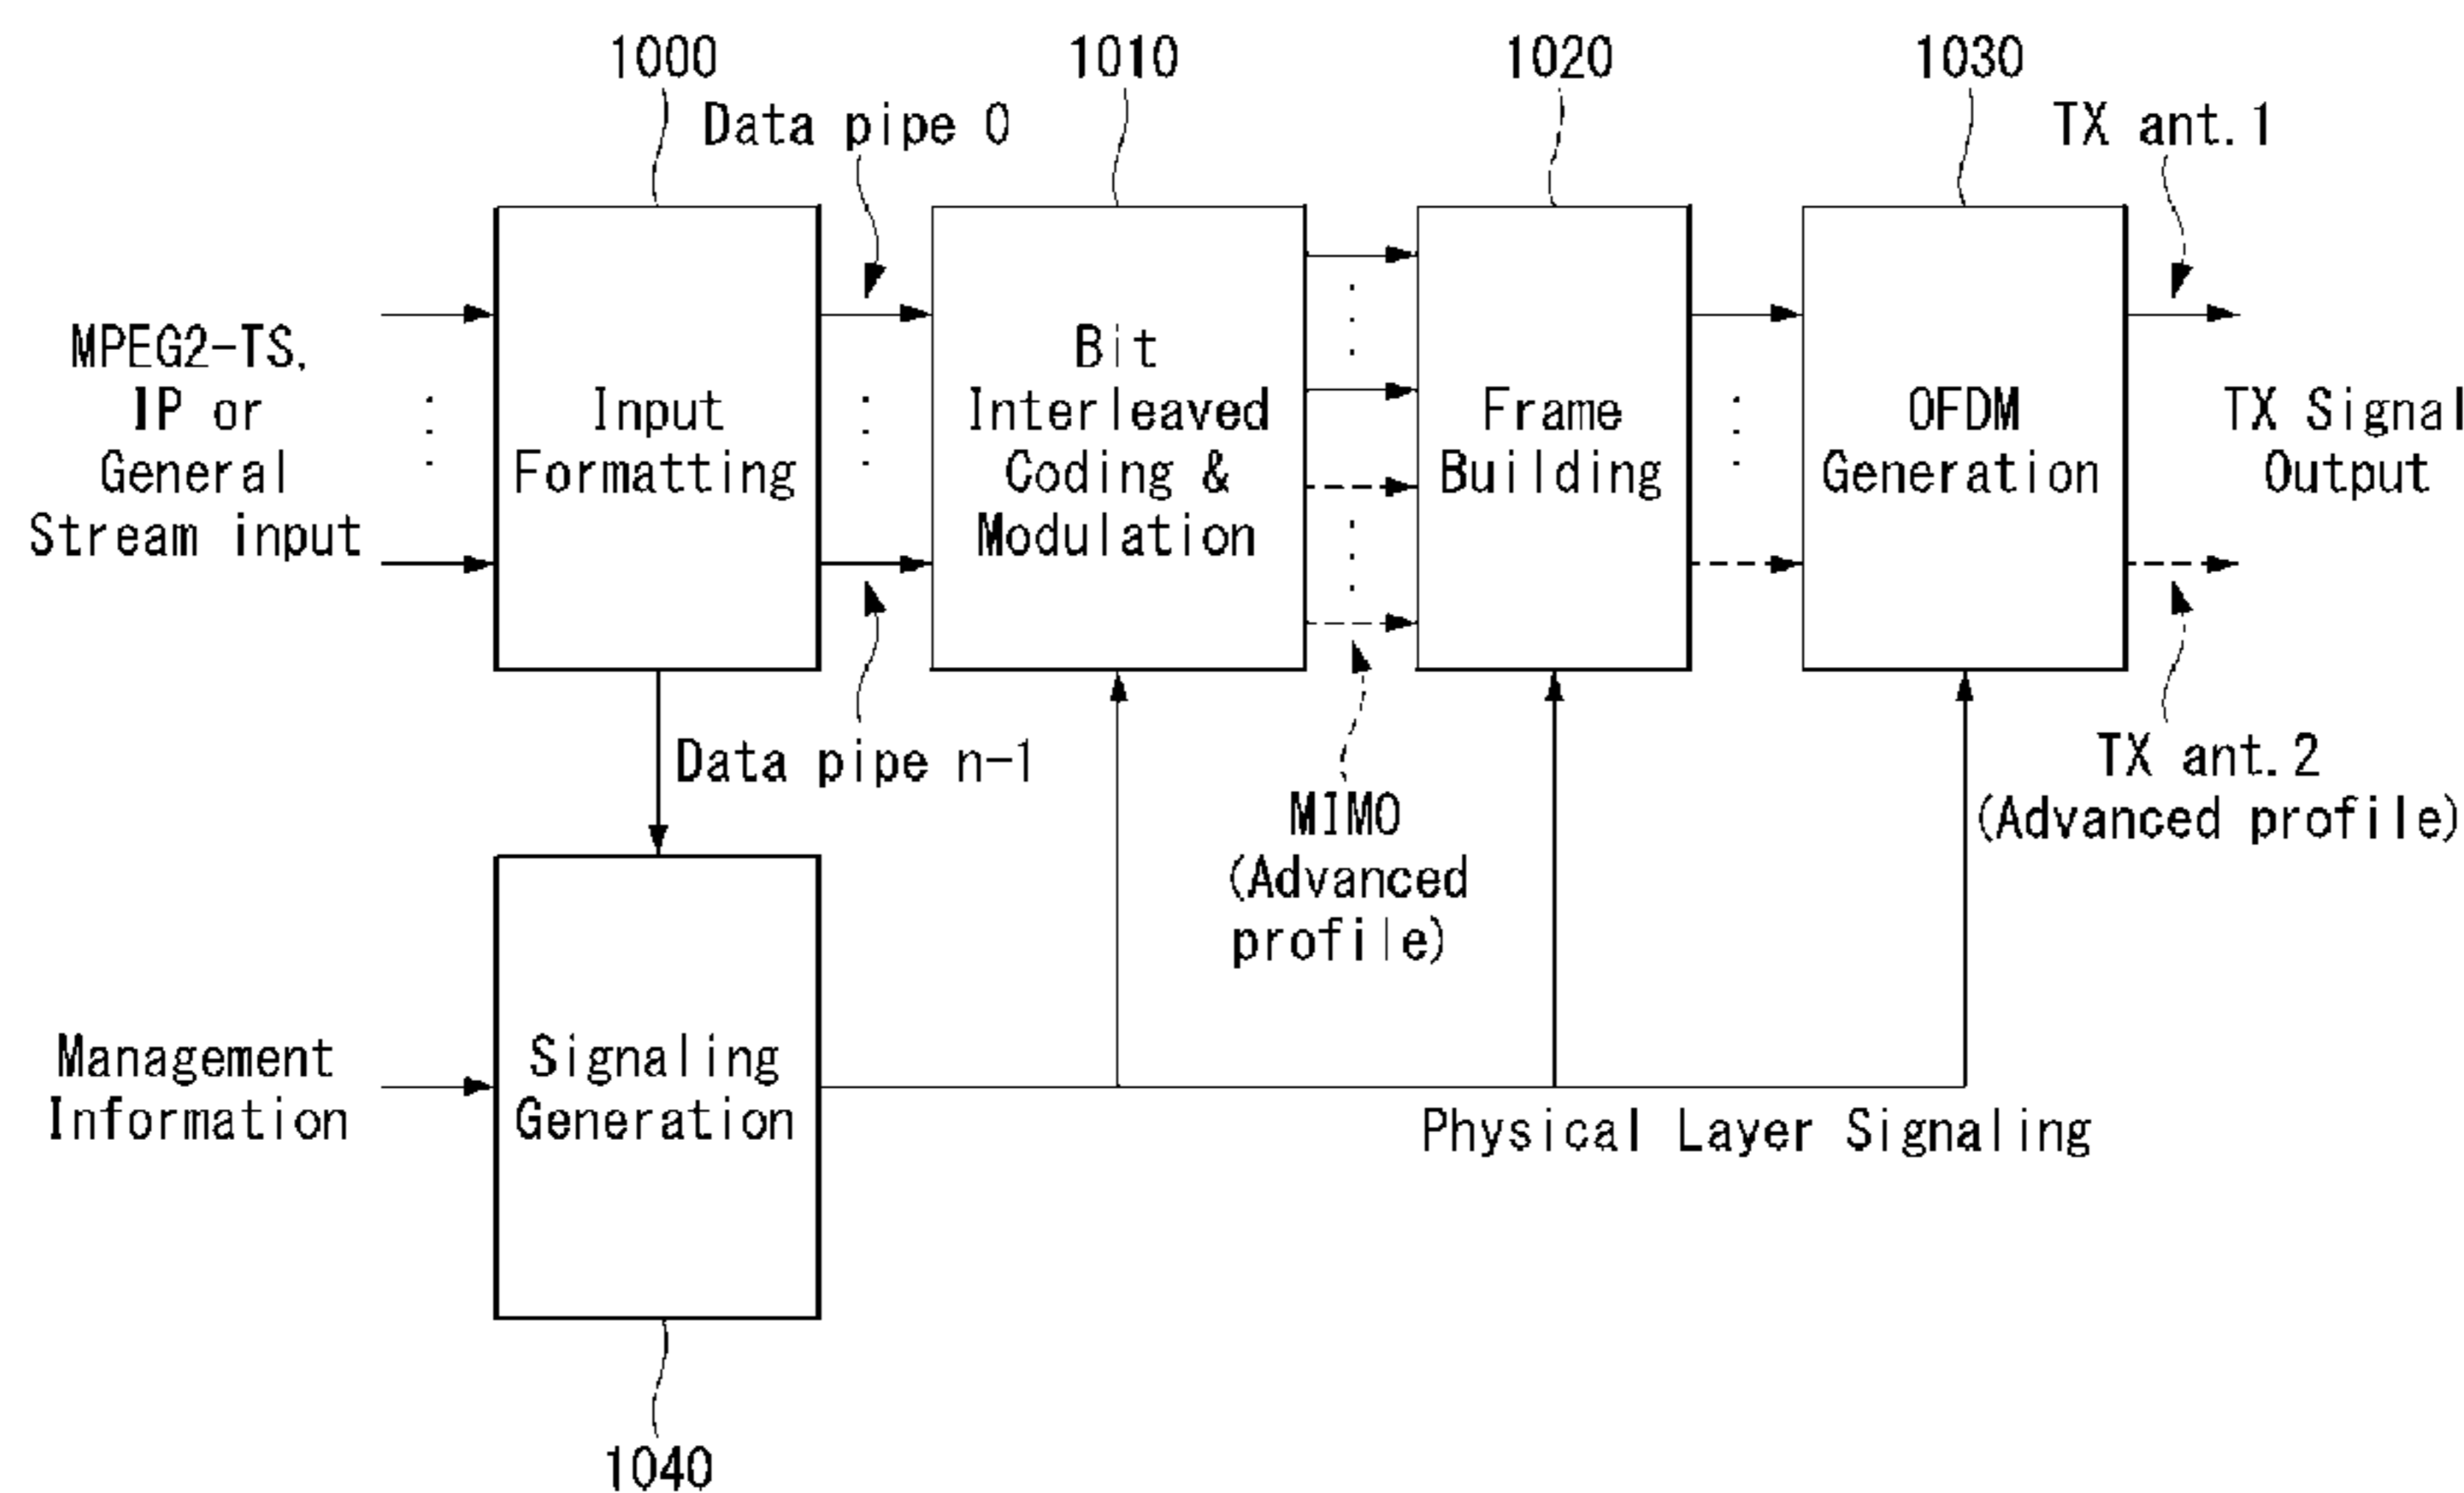 1000
1010
1020
1030
Data pipe 0
TX ant.1
MPEG2-TS,
IP or
General
Stream input
Input
Formatting
Bit
Interleaved
Coding &
Modulation
Frame
Building
OFDM
Generation
TX Signal
Output
Data pipe n-1
MIMO
(Advanced
profile)
TX ant.2
(Advanced profile)
Management
Information
Signaling
Generation
Physical Layer Signaling
1040